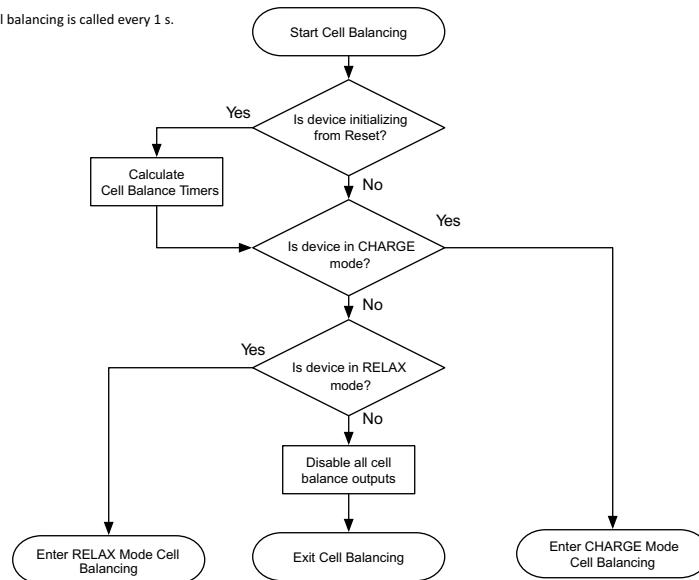 l balancing is called every 1 s.
Start Cell Balancing
Yes
Is device initializing
from Reset?
Calculate
Cell Balance Timers
No
Yes
Is device in CHARGE
mode?
No
Yes
Is device in RELAX
mode?
No
Disable all cell
balance outputs
Enter RELAX Mode Cell
Balancing
Exit Cell Balancing
Enter CHARGE Mode
Cell Balancing